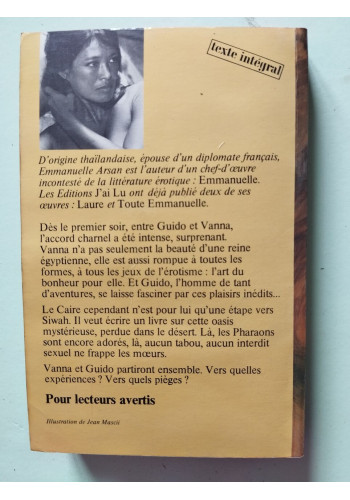 texte intégral
D'origine thaïlandaise, épouse d'un diplomate français,
Emmanuelle Arsan est l'auteur d'un chef-d'œuvre
incontesté de la littérature érotique : Emmanuelle.
Les Editions J'ai Lu ont déjà publié deux de ses
œuvres : Laure et Toute Emmanuelle.
Dès le premier soir, entre Guido et Vanna,
l'accord charnel a été intense, surprenant.
Vanna n'a pas seulement la beauté d'une reine
égyptienne, elle est aussi rompue à toutes les
formes, à tous les jeux de l'érotisme : l'art du
bonheur pour elle. Et Guido, l'homme de tant
d'aventures, se laisse fasciner par ces plaisirs inédits...
Le Caire cependant n'est pour lui qu'une étape vers
Siwah. Il veut écrire un livre sur cette oasis
mystérieuse, perdue dans le désert. Là, les Pharaons
sont encore adorés, là, aucun tabou, aucun interdit
sexuel ne frappe les mœurs.
Vanna et Guido partiront ensemble. Vers quelles
expériences ? Vers quels pièges ?
Pour lecteurs avertis
Illustration de Jean Mascii